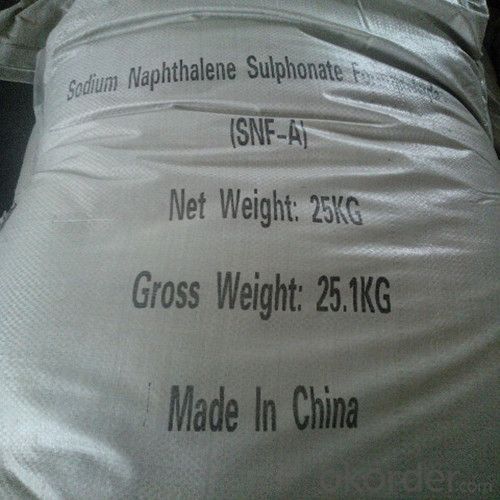 Sodium Naphthalene Sulphonate
(SNF-A)
Net Weight: 25KG
Gross Weight: 25.1KG
Made In China
okorder.com